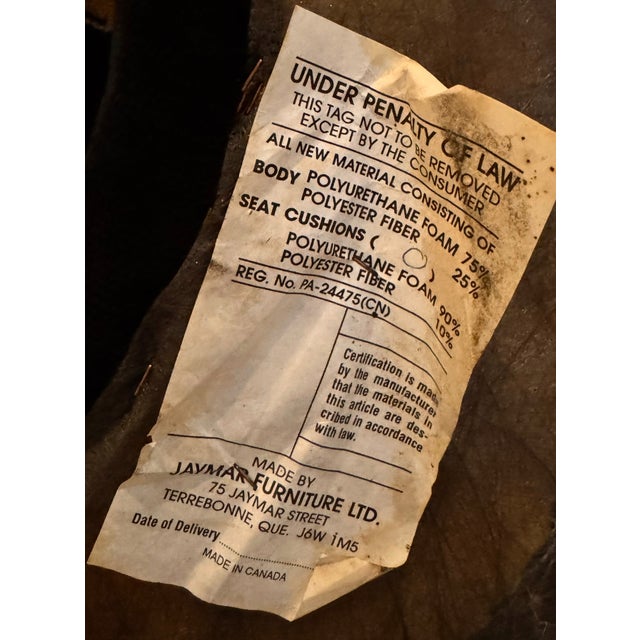 UNDER PENALTY OF LAW
THIS TAG NOT TO BE REMOVED
EXCEPT BY THE CONSUMER
ALL NEW MATERIAL CONSISTING OF
BODY POLYURETHANE FOAM 75%
POLYESTER FIBER 25%
SEAT CUSHIONS ( )
POLYURETHANE FOAM 90%
POLYESTER FIBER 10%
REG. No. PA-24475(CN)
Certification is made
by the manufacturer
that the materials in
this article are des-
cribed in accordance
with law.
MADE BY
JAYMAR FURNITURE LTD.
75 JAYMAR STREET
TERREBONNE, QUE. J6W 1M5
Date of Delivery
MADE IN CANADA